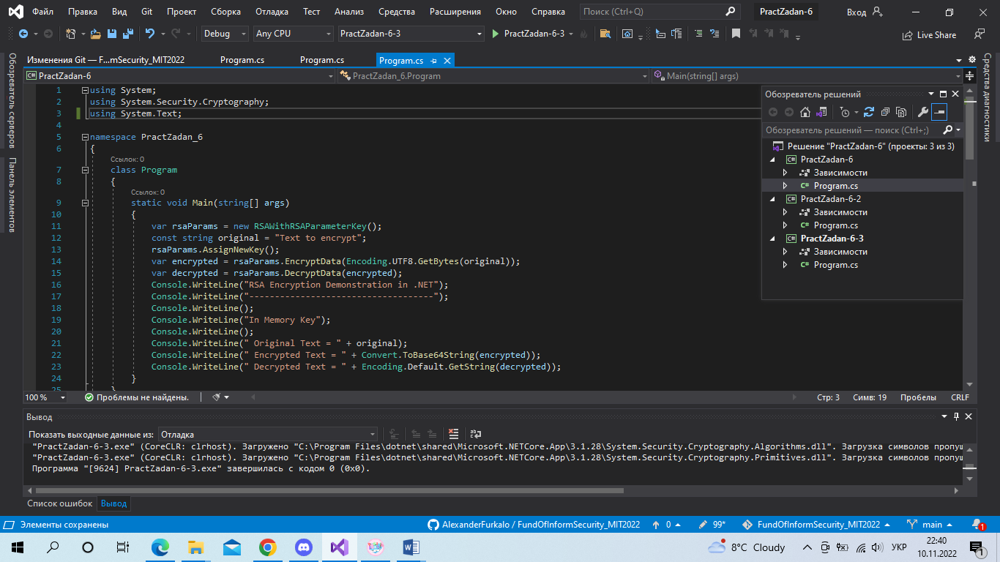 Файл Правка Вид Git Проект Сборка Отладка Тест Анализ Средства Расширения Окно Справка Поиск (Ctrl+Q) PractZadan-6 Вход
Debug Any CPU PractZadan-6-3 PractZadan-6-3 Live Share
Изменения Git — F...mSecurity_MIT2022 Program.cs Program.cs Program.cs
PractZadan-6 PractZadan_6.Program Main(string[] args)
Обозреватель серверов
Панель элементов
1 using System;
2 using System.Security.Cryptography;
3 using System.Text;
4
5 namespace PractZadan_6
6 {
Ссылок: 0
7 class Program
8 {
Ссылок: 0
9 static void Main(string[] args)
10 {
11 var rsaParams = new RSAWithRSAParameterKey();
12 const string original = "Text to encrypt";
13 rsaParams.AssignNewKey();
14 var encrypted = rsaParams.EncryptData(Encoding.UTF8.GetBytes(original));
15 var decrypted = rsaParams.DecryptData(encrypted);
16 Console.WriteLine("RSA Encryption Demonstration in .NET");
17 Console.WriteLine("------------------------------------");
18 Console.WriteLine();
19 Console.WriteLine("In Memory Key");
20 Console.WriteLine();
21 Console.WriteLine(" Original Text = " + original);
22 Console.WriteLine(" Encrypted Text = " + Convert.ToBase64String(encrypted));
23 Console.WriteLine(" Decrypted Text = " + Encoding.Default.GetString(decrypted));
24 }
25 }
Обозреватель решений
Обозреватель решений — поиск (Ctrl+;)
Решение "PractZadan-6" (проекты: 3 из 3)
PractZadan-6
Зависимости
C# Program.cs
PractZadan-6-2
Зависимости
C# Program.cs
PractZadan-6-3
Зависимости
C# Program.cs
Средства диагностики
100 % Проблемы не найдены. Стр: 3 Симв: 19 Пробелы CRLF
Вывод
Показать выходные данные из: Отладка
"PractZadan-6-3.exe" (CoreCLR: clrhost). Загружено "C:\Program Files\dotnet\shared\Microsoft.NETCore.App\3.1.28\System.Security.Cryptography.Algorithms.dll". Загрузка символов пропущ
"PractZadan-6-3.exe" (CoreCLR: clrhost). Загружено "C:\Program Files\dotnet\shared\Microsoft.NETCore.App\3.1.28\System.Security.Cryptography.Primitives.dll". Загрузка символов пропущ
Программа "[9624] PractZadan-6-3.exe" завершилась с кодом 0 (0x0).
Список ошибок Вывод
Элементы сохранены AlexanderFurkalo / FundOfInformSecurity_MIT2022 0 99* FundOfInformSecurity_MIT2022 main 1
8°C Cloudy УКР 22:40
10.11.2022 1